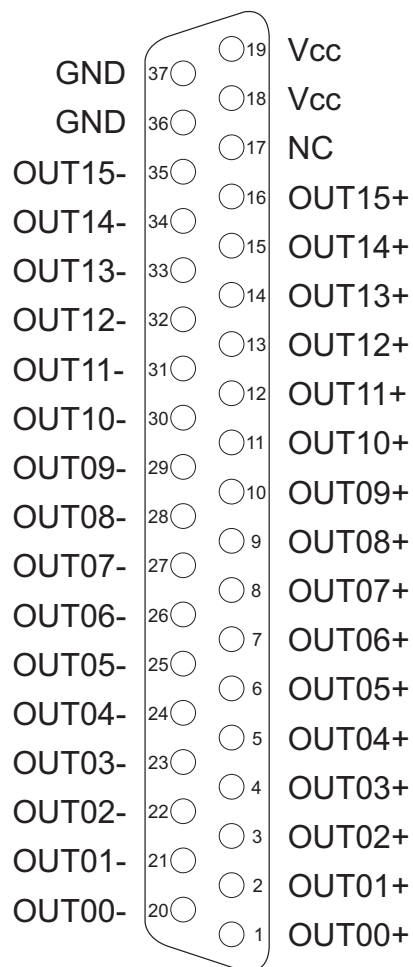 19 Vcc
GND 37
18 Vcc
GND 36
17 NC
OUT15- 35
16 OUT15+
OUT14- 34
15 OUT14+
OUT13- 33
14 OUT13+
OUT12- 32
13 OUT12+
OUT11- 31
12 OUT11+
OUT10- 30
11 OUT10+
OUT09- 29
10 OUT09+
OUT08- 28
9 OUT08+
OUT07- 27
8 OUT07+
OUT06- 26
7 OUT06+
OUT05- 25
6 OUT05+
OUT04- 24
5 OUT04+
OUT03- 23
4 OUT03+
OUT02- 22
3 OUT02+
OUT01- 21
2 OUT01+
OUT00- 20
1 OUT00+